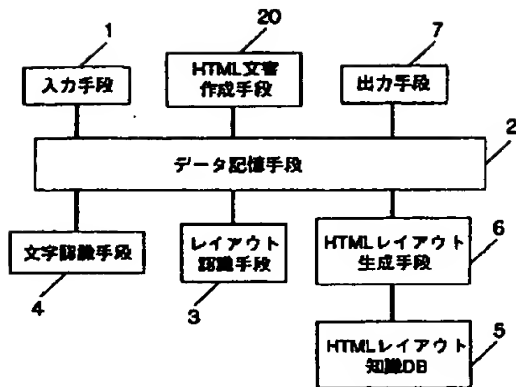 1
20
7
入力手段
HTML文書
作成手段
出力手段
2
データ記憶手段
文字認識手段
レイアウト
認識手段
HTMLレイアウト
生成手段
6
4
3
HTMLレイアウト
知識DB
5